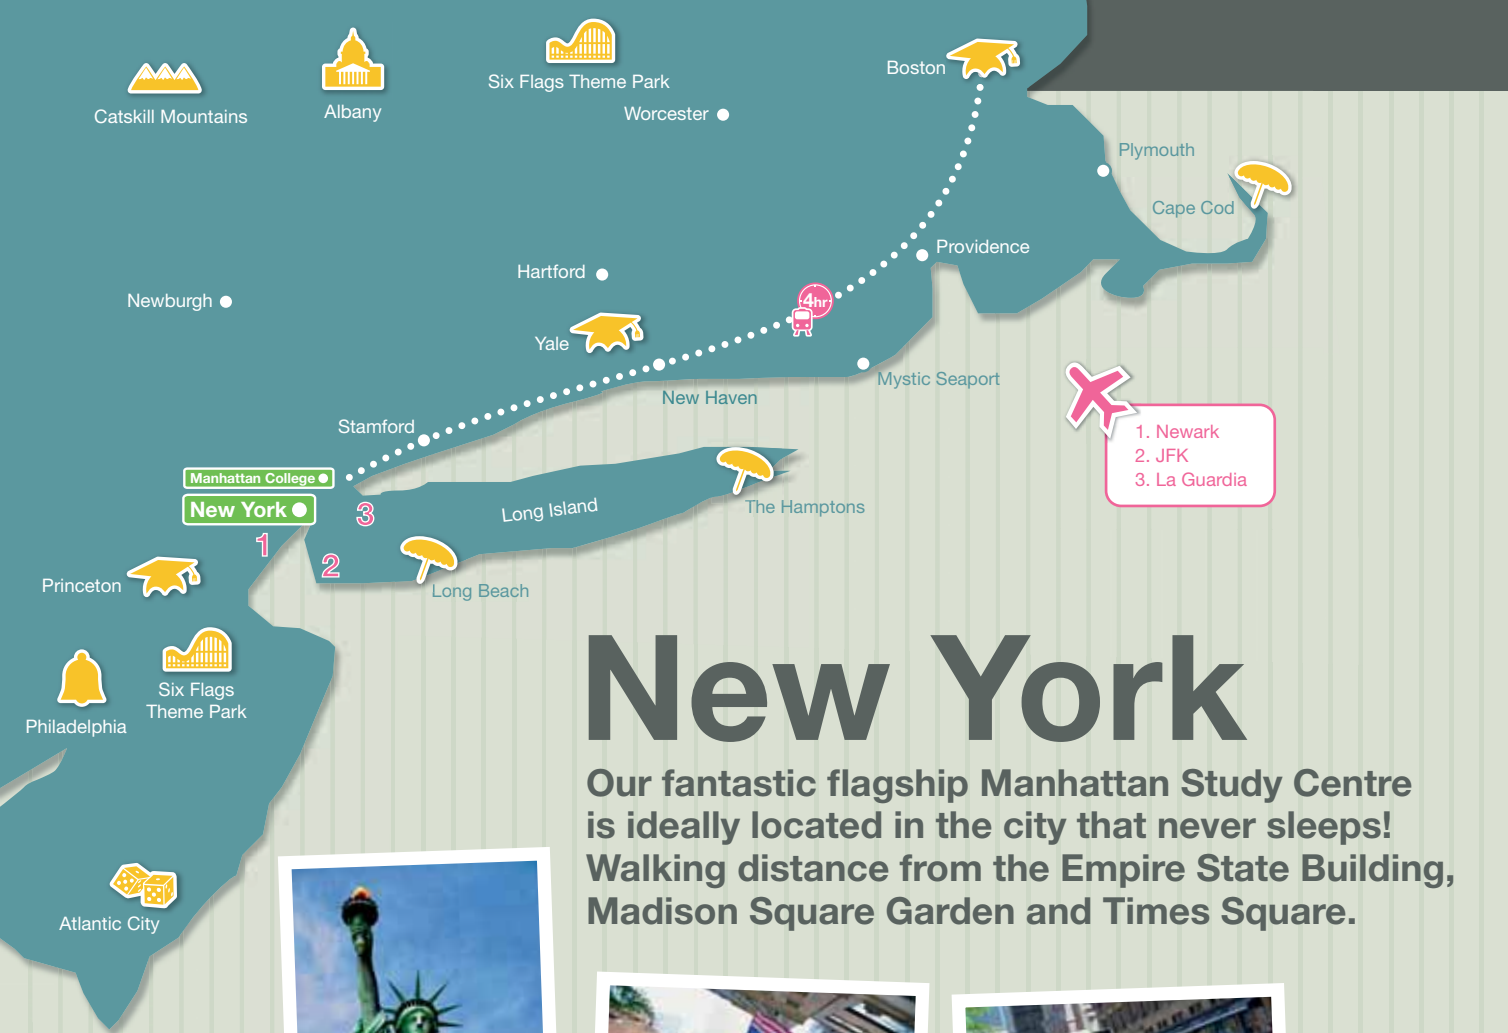 Boston
Six Flags Theme Park
Albany
Catskill Mountains
Worcester
Plymouth
Cape Cod
Providence
Hartford
Newburgh
4hr
Yale
Mystic Seaport
New Haven
Stamford
1. Newark
2. JFK
3. La Guardia
Manhattan College
New York
3
Long Island
The Hamptons
1
2
Long Beach
Princeton
Six Flags
Theme Park
Philadelphia
Atlantic City
New York
Our fantastic flagship Manhattan Study Centre
is ideally located in the city that never sleeps!
Walking distance from the Empire State Building,
Madison Square Garden and Times Square.